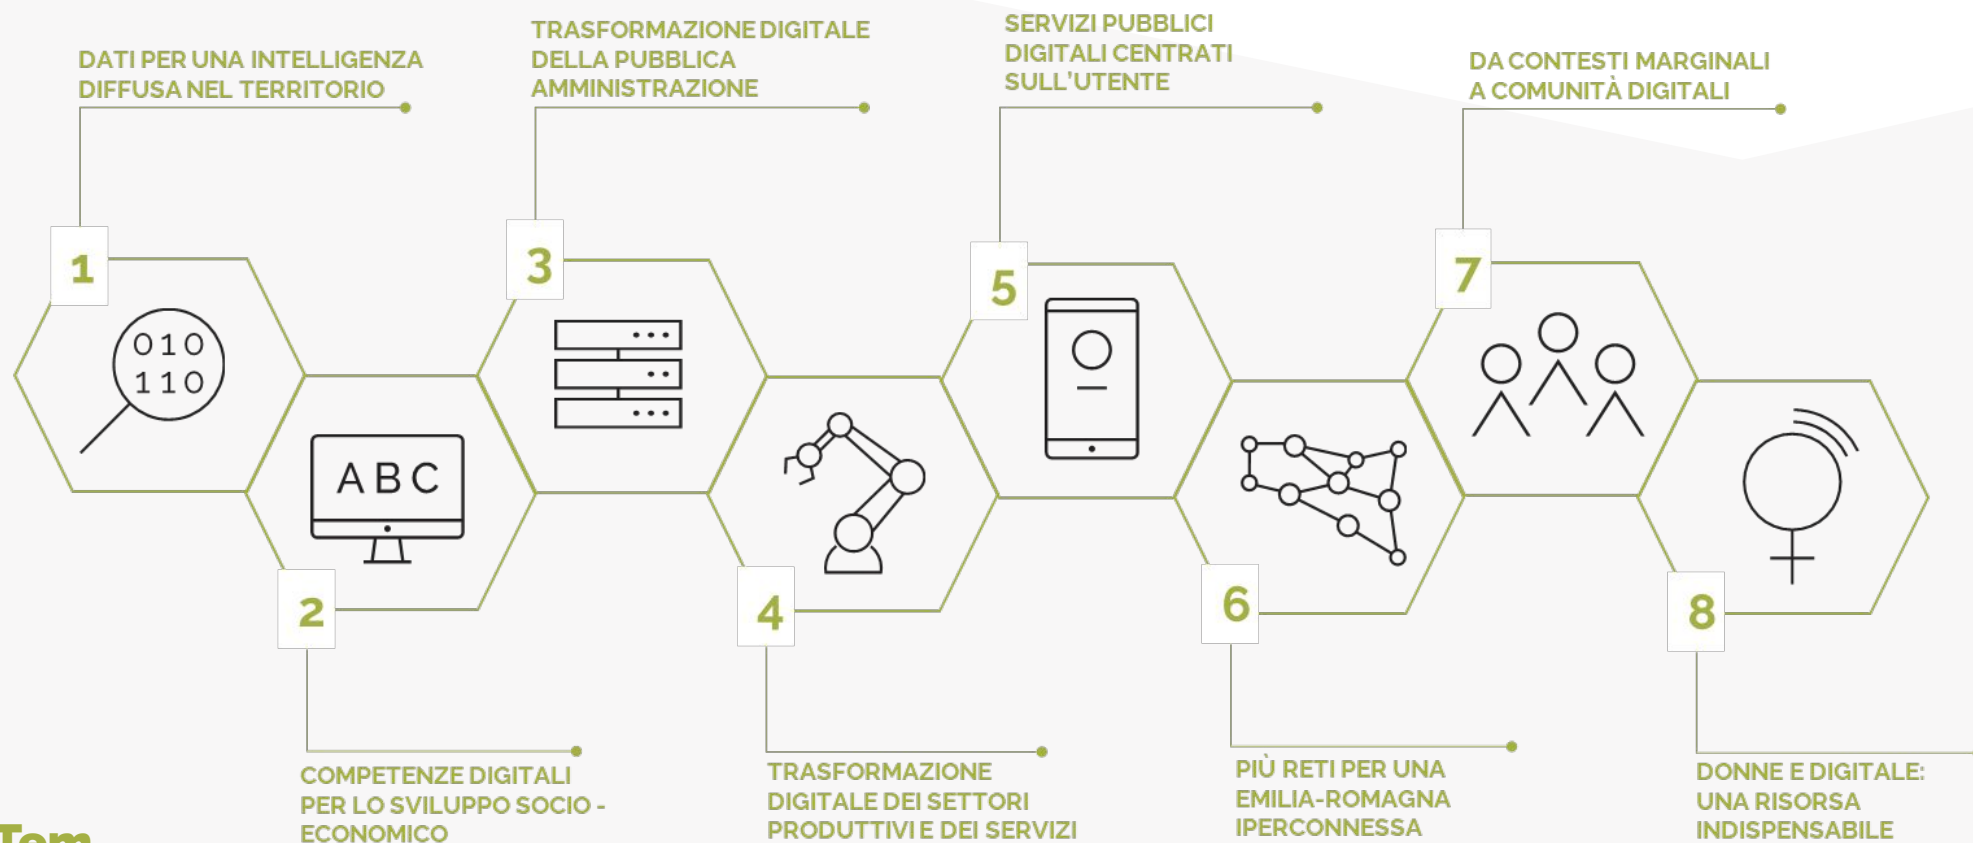 DATI PER UNA INTELLIGENZA
DIFFUSA NEL TERRITORIO
1
010
110
COMPETENZE DIGITALI
PER LO SVILUPPO SOCIO -
ECONOMICO
2
ABC
TRASFORMAZIONE DIGITALE
DELLA PUBBLICA
AMMINISTRAZIONE
3
TRASFORMAZIONE
DIGITALE DEI SETTORI
PRODUTTIVI E DEI SERVIZI
4
SERVIZI PUBBLICI
DIGITALI CENTRATI
SULL'UTENTE
5
PIÙ RETI PER UNA
EMILIA-ROMAGNA
IPERCONNESSA
6
DA CONTESTI MARGINALI
A COMUNITÀ DIGITALI
7
DONNE E DIGITALE:
UNA RISORSA
INDISPENSABILE
8